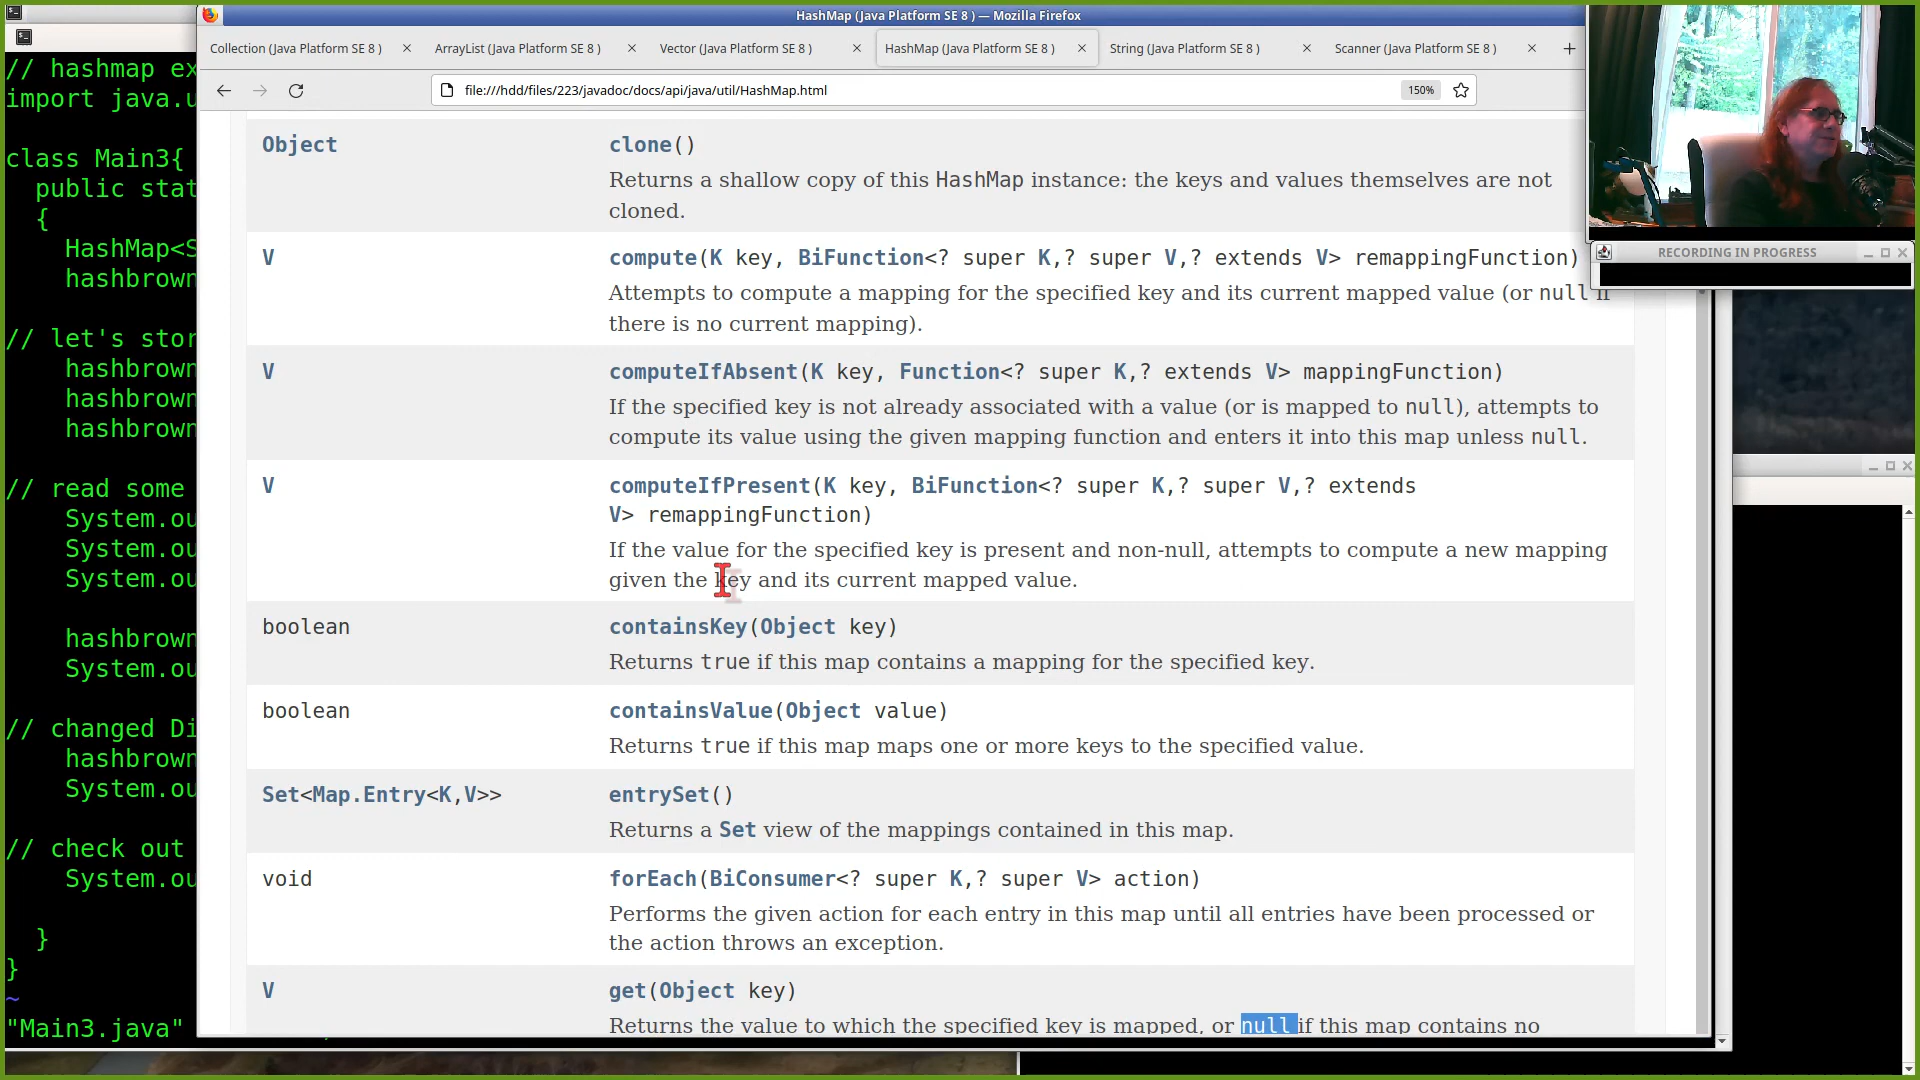 HashMap (Java Platform SE 8 ) — Mozilla Firefox
Collection (Java Platform SE 8 )
ArrayList (Java Platform SE 8 )
Vector (Java Platform SE 8 )
HashMap (Java Platform SE 8 )
String (Java Platform SE 8 )
Scanner (Java Platform SE 8 )
file:///hdd/files/223/javadoc/docs/api/java/util/HashMap.html
150%
RECORDING IN PROGRESS
// hashmap ex
import java.u
class Main3{
public stat
{
HashMap<S
hashbrown
// let's stor
hashbrown
hashbrown
hashbrown
// read some
System.ou
System.ou
System.ou
hashbrown
System.ou
// changed Di
hashbrown
System.ou
// check out
System.ou
}
}
~
"Main3.java"
Object clone()
Returns a shallow copy of this HashMap instance: the keys and values themselves are not
cloned.
V compute(K key, BiFunction<? super K,? super V,? extends V> remappingFunction)
Attempts to compute a mapping for the specified key and its current mapped value (or null if
there is no current mapping).
V computeIfAbsent(K key, Function<? super K,? extends V> mappingFunction)
If the specified key is not already associated with a value (or is mapped to null), attempts to
compute its value using the given mapping function and enters it into this map unless null.
V computeIfPresent(K key, BiFunction<? super K,? super V,? extends
V> remappingFunction)
If the value for the specified key is present and non-null, attempts to compute a new mapping
given the key and its current mapped value.
boolean containsKey(Object key)
Returns true if this map contains a mapping for the specified key.
boolean containsValue(Object value)
Returns true if this map maps one or more keys to the specified value.
Set<Map.Entry<K,V>> entrySet()
Returns a Set view of the mappings contained in this map.
void forEach(BiConsumer<? super K,? super V> action)
Performs the given action for each entry in this map until all entries have been processed or
the action throws an exception.
V get(Object key)
Returns the value to which the specified key is mapped, or null if this map contains no